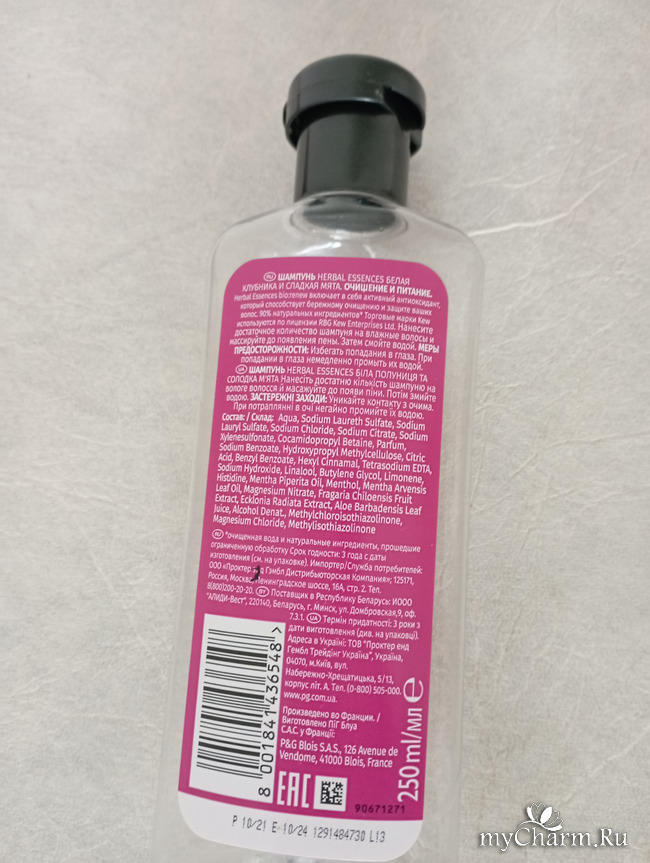 RU ШАМПУНЬ HERBAL ESSENCES БЕЛАЯ
КЛУБНИКА И СЛАДКАЯ МЯТА. ОЧИЩЕНИЕ И ПИТАНИЕ.
Herbal Essences bio:renew включает в себя активный антиоксидант,
который способствует бережному очищению и защите ваших
волос. 90% натуральных ингредиентов* Торговые марки Kew
используются по лицензии RBG Kew Enterprises Ltd. Нанесите
достаточное количество шампуня на влажные волосы и
массируйте до появления пены. Затем смойте водой. МЕРЫ
ПРЕДОСТОРОЖНОСТИ: Избегать попадания в глаза. При
попадании в глаза немедленно промыть их водой.
UA ШАМПУНЬ HERBAL ESSENCES БІЛА ПОЛУНИЦЯ ТА
СОЛОДКА М'ЯТА Нанесіть достатню кількість шампуню на
вологе волосся й масажуйте до появи піни. Потім змийте
водою. ЗАСТЕРЕЖНІ ЗАХОДИ: Уникайте контакту з очима.
При потраплянні в очі негайно промийте їх водою.
Состав: / Склад: Aqua, Sodium Laureth Sulfate, Sodium
Lauryl Sulfate, Sodium Chloride, Sodium Citrate, Sodium
Xylenesulfonate, Cocamidopropyl Betaine, Parfum,
Sodium Benzoate, Hydroxypropyl Methylcellulose, Citric
Acid, Benzyl Benzoate, Hexyl Cinnamal, Tetrasodium EDTA,
Sodium Hydroxide, Linalool, Butylene Glycol, Limonene,
Histidine, Mentha Piperita Oil, Menthol, Mentha Arvensis
Leaf Oil, Magnesium Nitrate, Fragaria Chiloensis Fruit
Extract, Ecklonia Radiata Extract, Aloe Barbadensis Leaf
Juice, Alcohol Denat., Methylchloroisothiazolinone,
Magnesium Chloride, Methylisothiazolinone
RU *очищенная вода и натуральные ингредиенты, прошедшие
ограниченную обработку Срок годности: 3 года с даты
изготовления (см. на упаковке). Импортер/Служба потребителей:
ООО «Проктер Гэмбл Дистрибьюторская Компания»; 125171,
Россия, Москва, Ленинградское шоссе, 16А, стр. 2. Тел.
8(800)200-20-20. BY Поставщик в Республику Беларусь: ИООО
"АЛИДИ-Вест", 220140, Беларусь, г. Минск, ул. Домбровская,9, оф.
7.3.1. UA Термін придатності: 3 роки з
дати виготовлення (див. на упаковці).
Адреса в Україні: ТОВ "Проктер енд
Гембл Трейдінг Україна", Україна,
04070, м.Київ, вул.
Набережно-Хрещатицька, 5/13,
корпус літ. А. Тел. (0-800) 505-000.
www.pg.com.ua.
Произведено во Франции. /
Виготовлено ПіГ Блуа
С.А.С. у Франції:
P&G Blois S.A.S., 126 Avenue de
Vendome, 41000 Blois, France
8 001841 436548 >
EAC
90671271
250 ml/мл e
P 10/21 E 10/24 1291484730 L13
myCharm.Ru